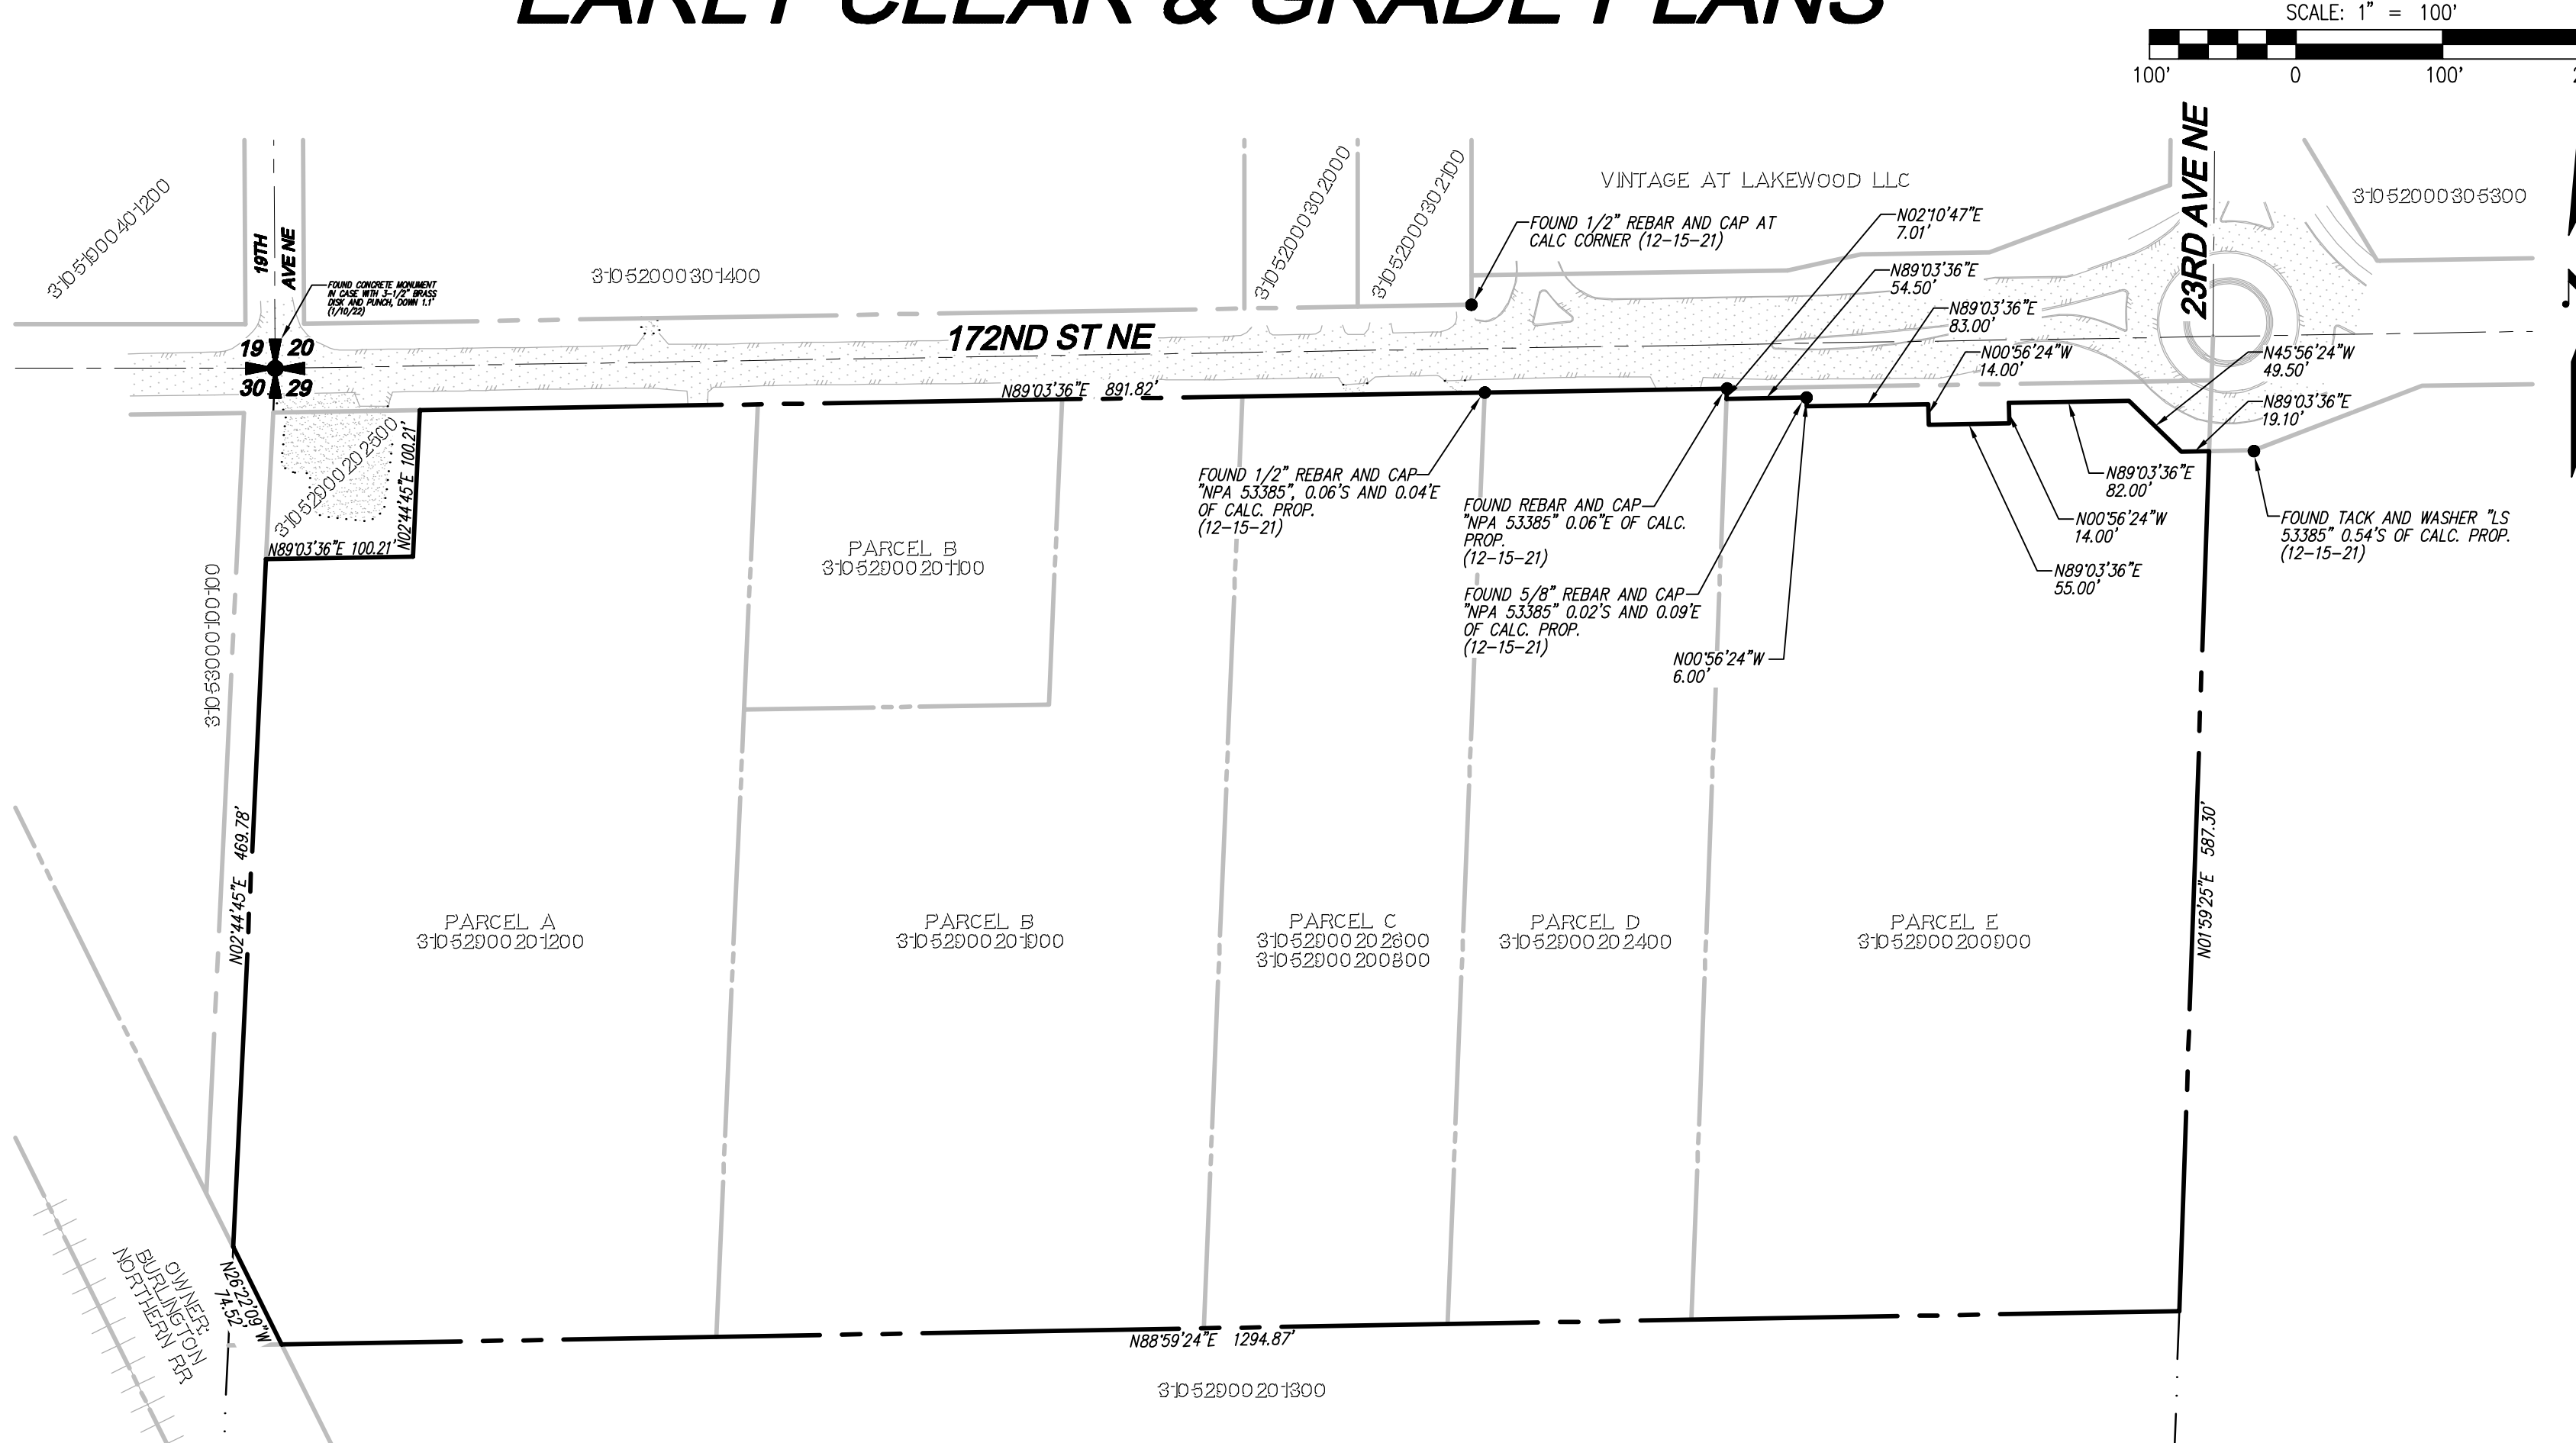 EARLY CLEAR & GRADE PLANS
SCALE: 1" = 100'
100'
0
100'
23RD AVE NE
VINTAGE AT LAKEWOOD LLC
31051900401200
19TH
AVE NE
FOUND CONCRETE MONUMENT
IN CASE WITH 3-1/2" BRASS
DISK AND PUNCH, DOWN 1.1'
(1/10/22)
31052000301400
31052000302000
31052000302100
31052000305300
FOUND 1/2" REBAR AND CAP AT
CALC CORNER (12-15-21)
N02°10'47"E
7.01'
N89°03'36"E
54.50'
N89°03'36"E
83.00'
N00°56'24"W
14.00'
N45°56'24"W
49.50'
N89°03'36"E
19.10'
19 20
30 29
172ND ST NE
N89°03'36"E 891.82'
31052900202500
N02°44'45"E 100.21'
N89°03'36"E 100.21'
FOUND 1/2" REBAR AND CAP
"NPA 53385", 0.06'S AND 0.04'E
OF CALC. PROP.
(12-15-21)
FOUND REBAR AND CAP
"NPA 53385" 0.06"E OF CALC.
PROP.
(12-15-21)
FOUND 5/8" REBAR AND CAP
"NPA 53385" 0.02'S AND 0.09'E
OF CALC. PROP.
(12-15-21)
N00°56'24"W
6.00'
N89°03'36"E
82.00'
N00°56'24"W
14.00'
N89°03'36"E
55.00'
FOUND TACK AND WASHER "LS
53385" 0.54'S OF CALC. PROP.
(12-15-21)
PARCEL B
31052900201100
31053000100100
N02°44'45"E 469.78'
N01°59'25"E 587.30'
PARCEL A
31052900201200
PARCEL B
31052900201900
PARCEL C
31052900202600
31052900200800
PARCEL D
31052900202400
PARCEL E
31052900200900
OWNER:
BURLINGTON
NORTHERN RR
N26°22'09"W
74.52'
N88°59'24"E 1294.87'
31052900201300